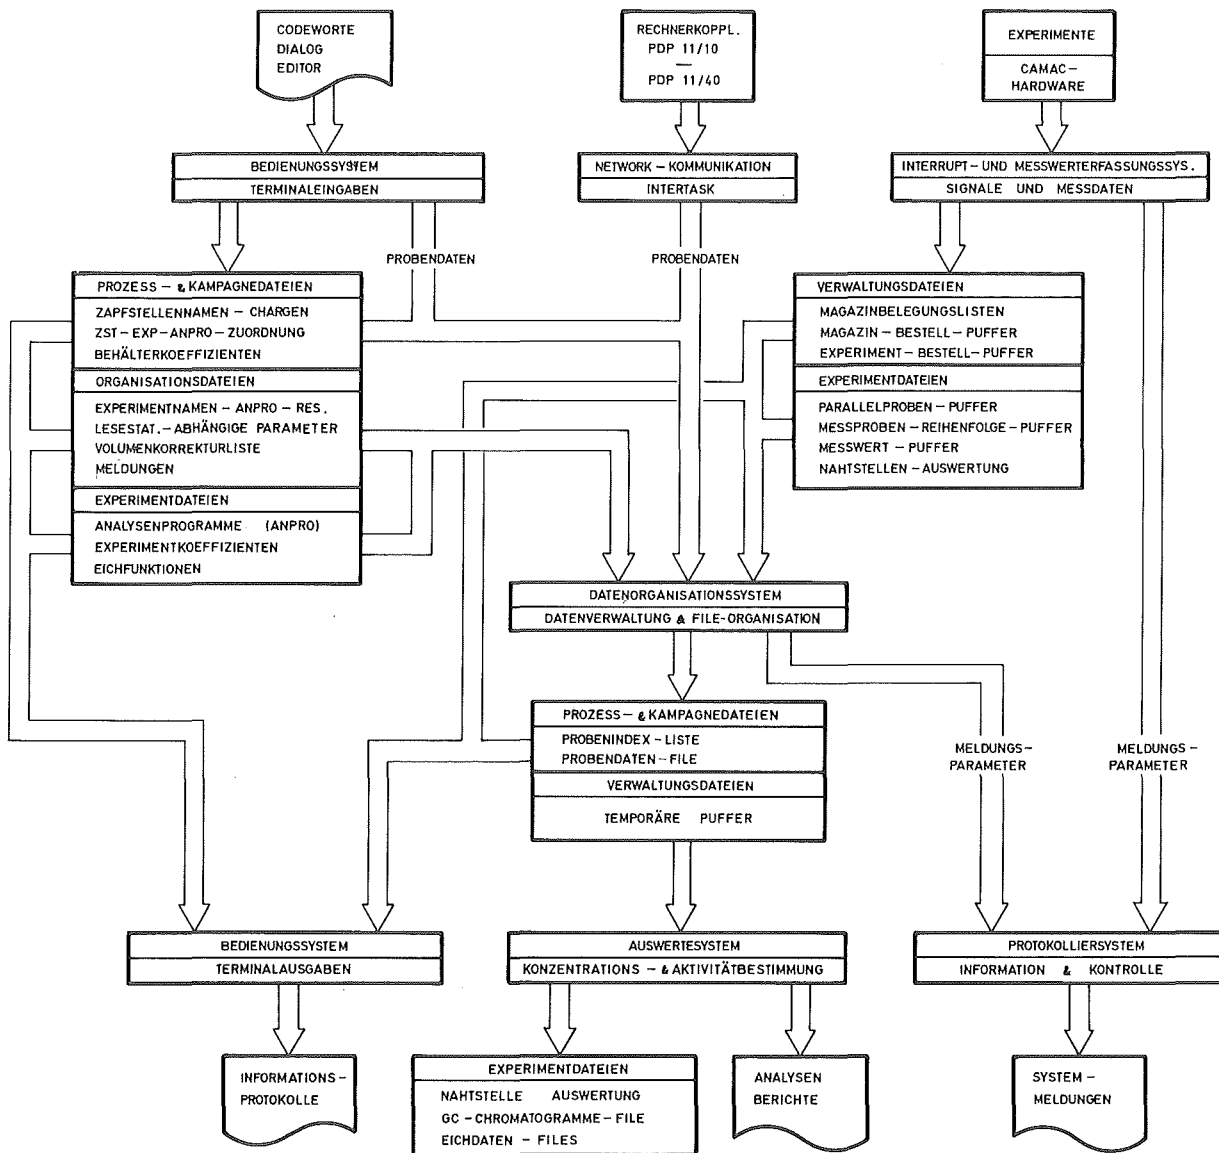 CODEWORTE
DIALOG
EDITOR
RECHNERKOPPL.
PDP 11/10
—
PDP 11/40
EXPERIMENTE
CAMAC-
HARDWARE
BEDIENUNGSSYSTEM
TERMINALEINGABEN
NETWORK-KOMMUNIKATION
INTERTASK
INTERRUPT-UND MESSWERTERFASSUNGSSYS.
SIGNALE UND MESSDATEN
PROBENDATEN
PROBENDATEN
PROZESS- & KAMPAGNEDATEIEN
ZAPFSTELLENNAMEN-CHARGEN
ZST-EXP-ANPRO-ZUORDNUNG
BEHÄLTERKOEFFIZIENTEN
ORGANISATIONSDATEIEN
EXPERIMENTNAMEN-ANPRO-RES.
LESESTAT.-ABHÄNGIGE PARAMETER
VOLUMENKORREKTURLISTE
MELDUNGEN
EXPERIMENTDATEIEN
ANALYSENPROGRAMME (ANPRO)
EXPERIMENTKOEFFIZIENTEN
EICHFUNKTIONEN
VERWALTUNGSDATEIEN
MAGAZINBELEGUNGSLISTEN
MAGAZIN-BESTELL-PUFFER
EXPERIMENT-BESTELL-PUFFER
EXPERIMENTDATEIEN
PARALLELPROBEN-PUFFER
MESSPROBEN-REIHENFOLGE-PUFFER
MESSWERT-PUFFER
NAHTSTELLEN-AUSWERTUNG
DATENORGANISATIONSSYSTEM
DATENVERWALTUNG & FILE-ORGANISATION
PROZESS- & KAMPAGNEDATEIEN
PROBENINDEX-LISTE
PROBENDATEN-FILE
VERWALTUNGSDATEIEN
TEMPORÄRE PUFFER
MELDUNGS-
PARAMETER
MELDUNGS-
PARAMETER
BEDIENUNGSSYSTEM
TERMINALAUSGABEN
AUSWERTESYSTEM
KONZENTRATIONS- & AKTIVITÄTBESTIMMUNG
PROTOKOLLIERSYSTEM
INFORMATION & KONTROLLE
INFORMATIONS-
PROTOKOLLE
EXPERIMENTDATEIEN
NAHTSTELLE AUSWERTUNG
GC-CHROMATOGRAMME-FILE
EICHDATEN-FILES
ANALYSEN
BERICHTE
SYSTEM-
MELDUNGEN